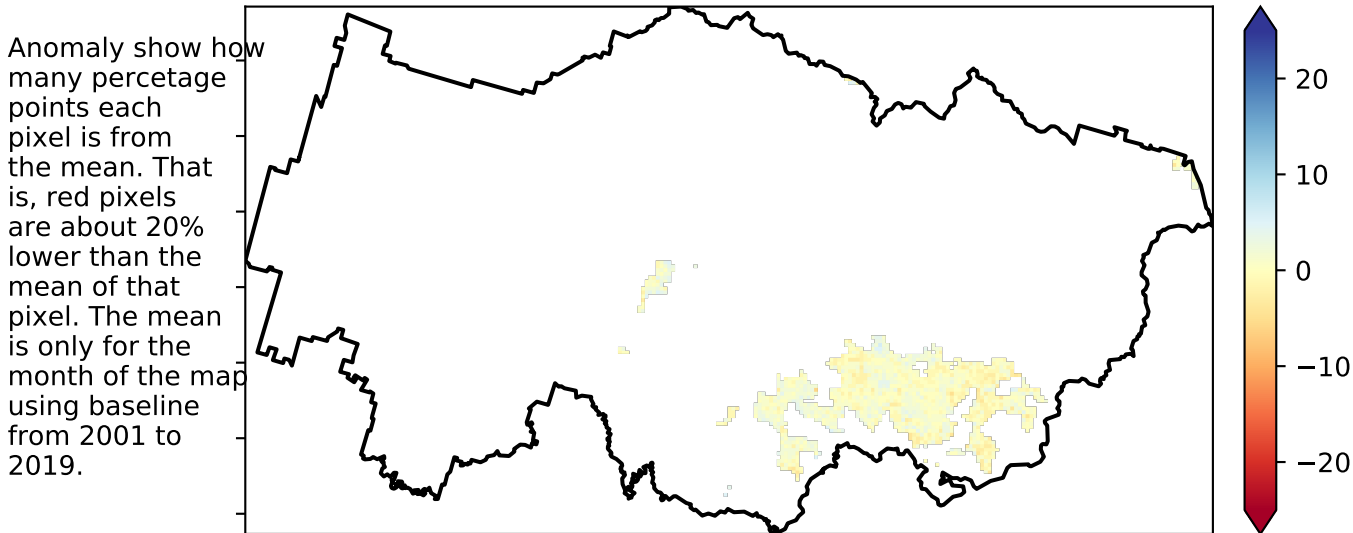 Anomaly show how
many percetage
points each
pixel is from
the mean. That
is, red pixels
are about 20%
lower than the
mean of that
pixel. The mean
is only for the
month of the map
using baseline
from 2001 to
2019.
20
10
0
−10
−20